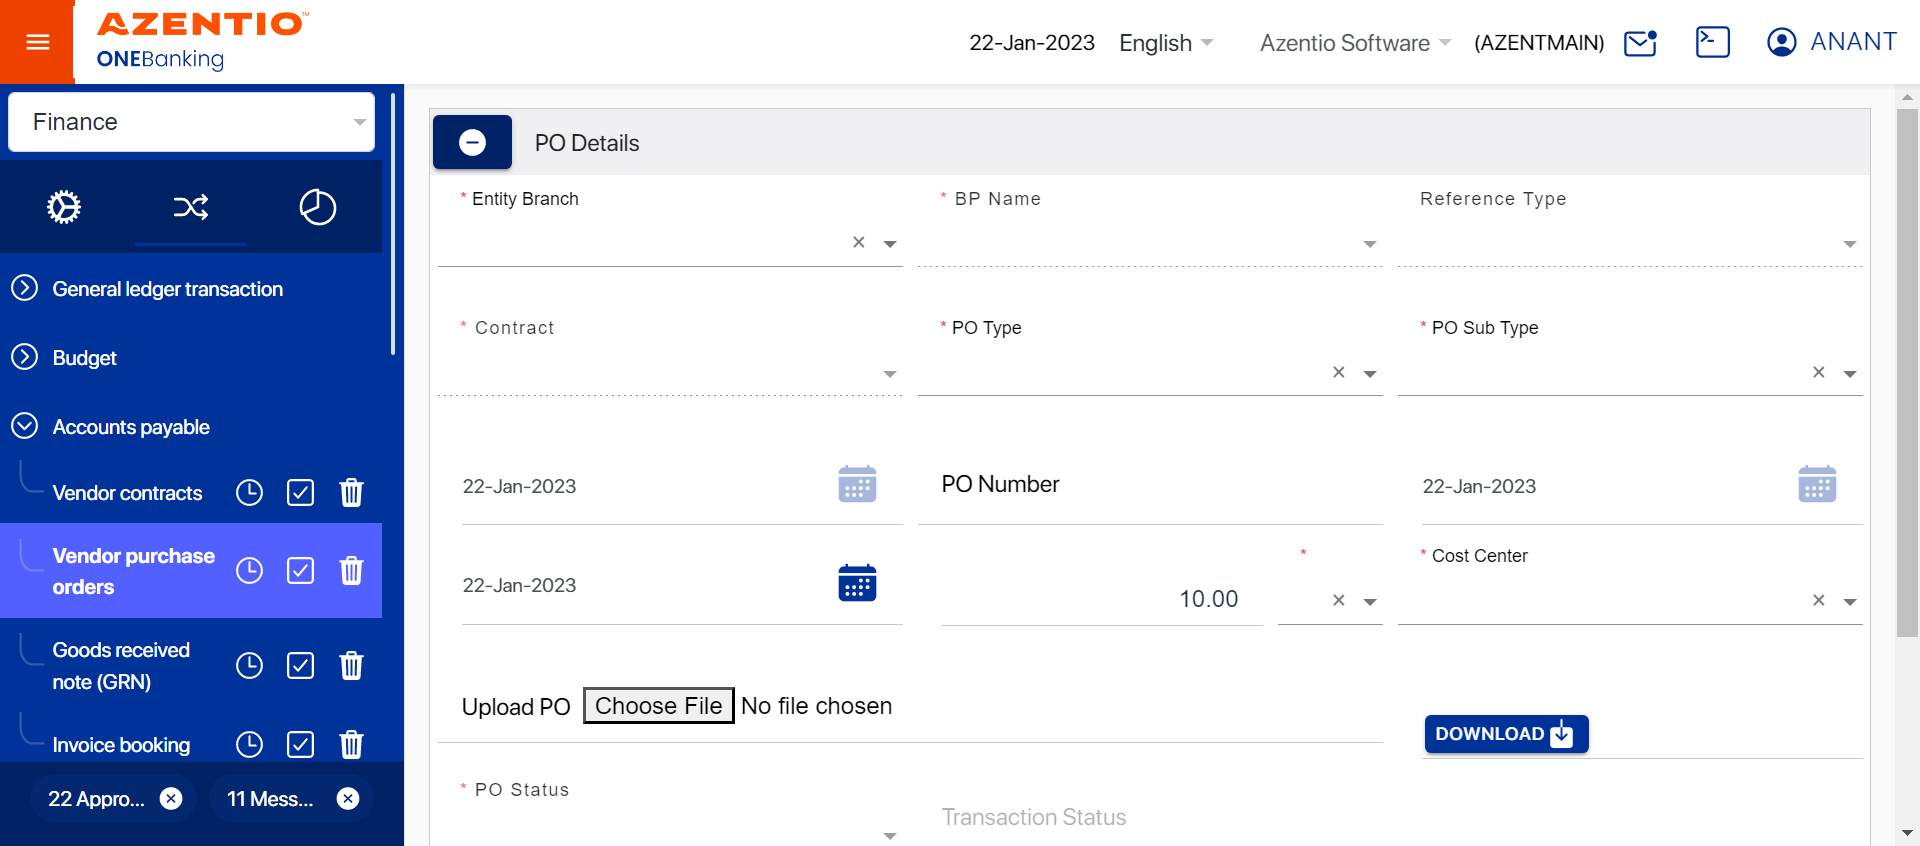 AZENTIO™
ONEBanking
22-Jan-2023 English Azentio Software (AZENTMAIN) ANANT
Finance
General ledger transaction
Budget
Accounts payable
Vendor contracts
Vendor purchase
orders
Goods received
note (GRN)
Invoice booking
22 Appro... 11 Mess...
PO Details
* Entity Branch * BP Name Reference Type
* Contract * PO Type * PO Sub Type
22-Jan-2023 PO Number 22-Jan-2023
* * Cost Center
22-Jan-2023 10.00
Upload PO Choose File No file chosen
DOWNLOAD
* PO Status
Transaction Status